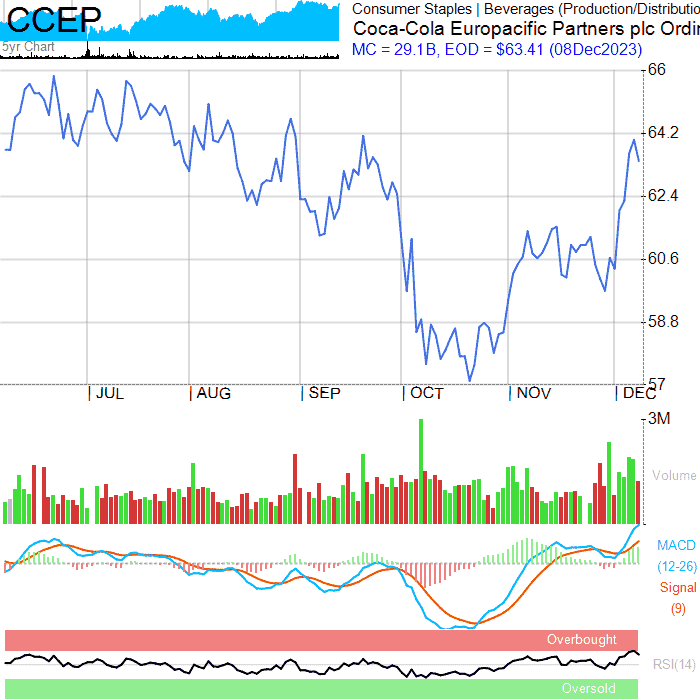 CCEP
5yr Chart
Consumer Staples | Beverages (Production/Distributio
Coca-Cola Europacific Partners plc Ordin
MC = 29.1B, EOD = $63.41 (08Dec2023)
66
64.2
62.4
60.6
58.8
57
| JUL | AUG | SEP | OCT | NOV | DEC
3M
Volume
MACD
(12-26)
Signal
(9)
Overbought
RSI(14)
Oversold